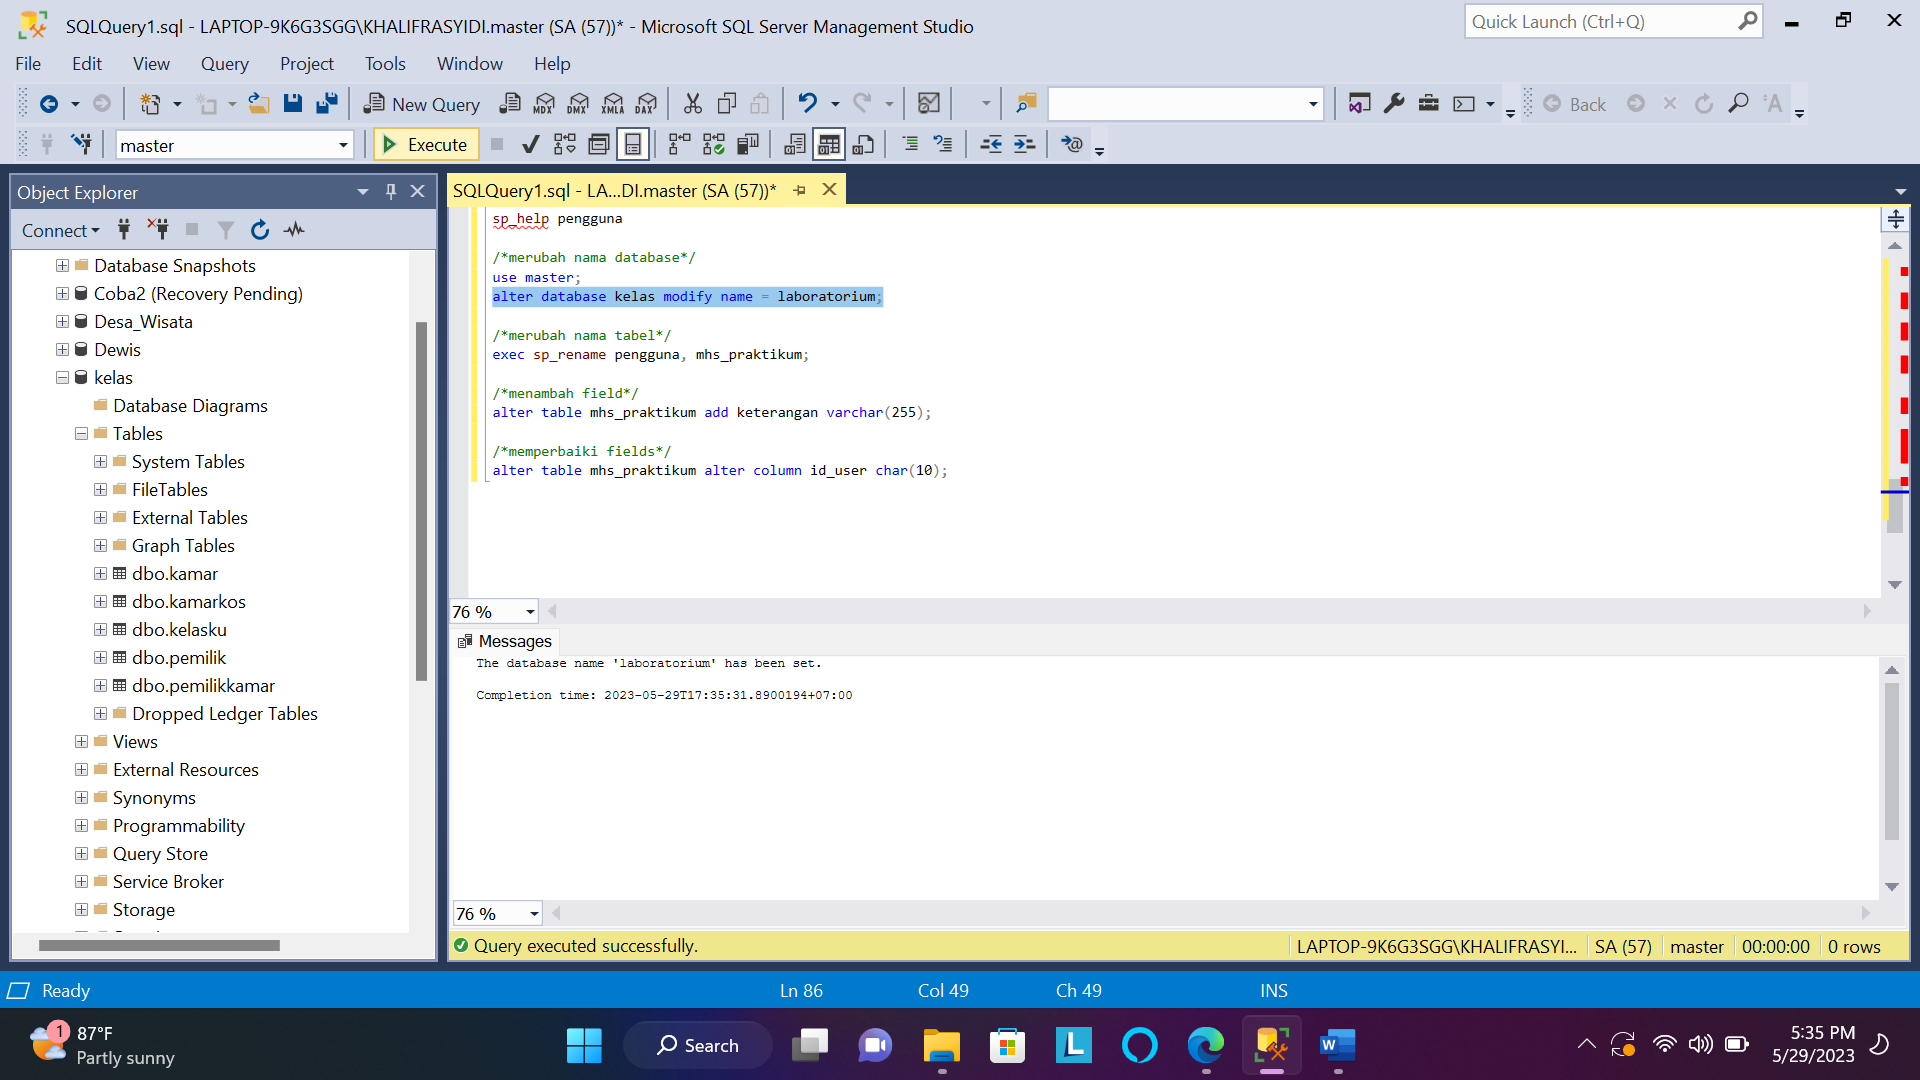 SQLQuery1.sql - LAPTOP-9K6G3SGG\KHALIFRASYIDI.master (SA (57))* - Microsoft SQL Server Management Studio
Quick Launch (Ctrl+Q)
File Edit View Query Project Tools Window Help
New Query MDX DMX XMLA DAX Back
master Execute
Object Explorer
Connect
Database Snapshots
Coba2 (Recovery Pending)
Desa_Wisata
Dewis
kelas
Database Diagrams
Tables
System Tables
FileTables
External Tables
Graph Tables
dbo.kamar
dbo.kamarkos
dbo.kelasku
dbo.pemilik
dbo.pemilikkamar
Dropped Ledger Tables
Views
External Resources
Synonyms
Programmability
Query Store
Service Broker
Storage
SQLQuery1.sql - LA...DI.master (SA (57))*
sp_help pengguna
/*merubah nama database*/
use master;
alter database kelas modify name = laboratorium;
/*merubah nama tabel*/
exec sp_rename pengguna, mhs_praktikum;
/*menambah field*/
alter table mhs_praktikum add keterangan varchar(255);
/*memperbaiki fields*/
alter table mhs_praktikum alter column id_user char(10);
76 %
Messages
The database name 'laboratorium' has been set.
Completion time: 2023-05-29T17:35:31.8900194+07:00
76 %
Query executed successfully. LAPTOP-9K6G3SGG\KHALIFRASYI... SA (57) master 00:00:00 0 rows
Ready Ln 86 Col 49 Ch 49 INS
1 87°F
Partly sunny
Search
L
W
5:35 PM
5/29/2023